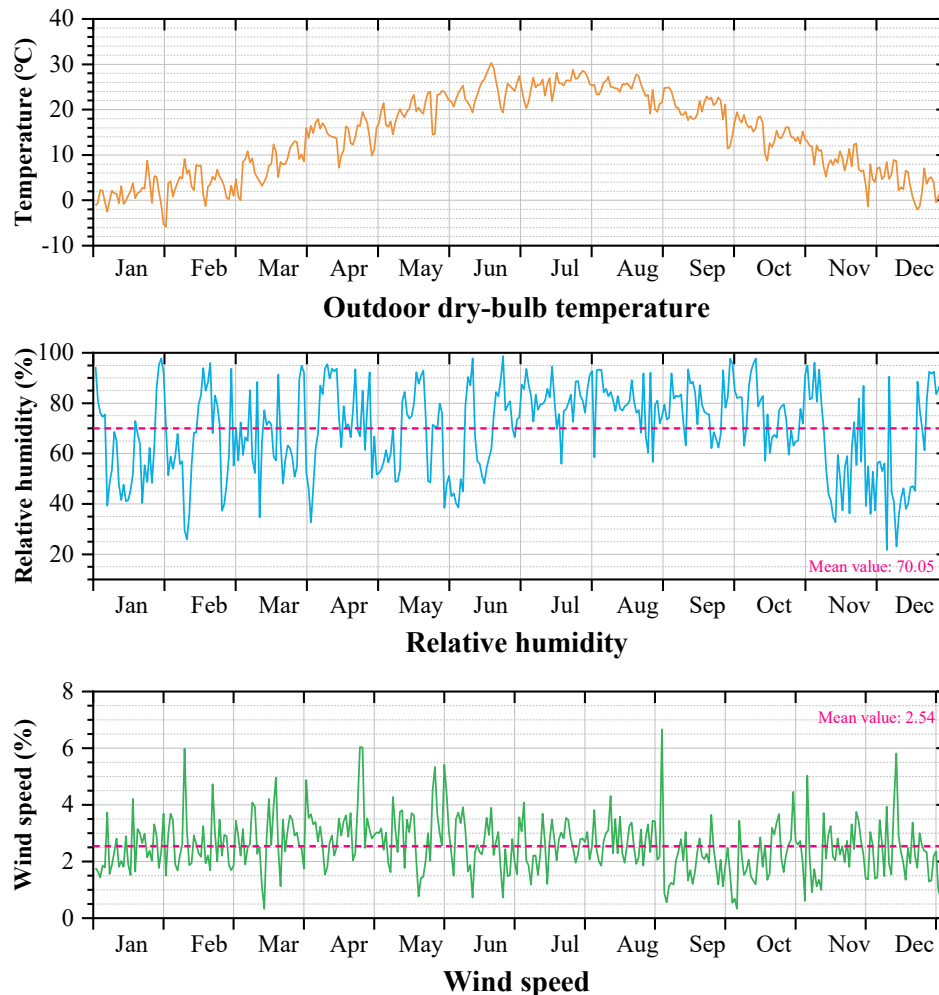 Temperature (℃)
40
30
20
10
0
-10
Jan Feb Mar Apr May Jun Jul Aug Sep Oct Nov Dec
Outdoor dry-bulb temperature
Relative humidity (%)
100
80
60
40
20
Mean value: 70.05
Jan Feb Mar Apr May Jun Jul Aug Sep Oct Nov Dec
Relative humidity
Wind speed (%)
8
6
4
2
0
Mean value: 2.54
Jan Feb Mar Apr May Jun Jul Aug Sep Oct Nov Dec
Wind speed